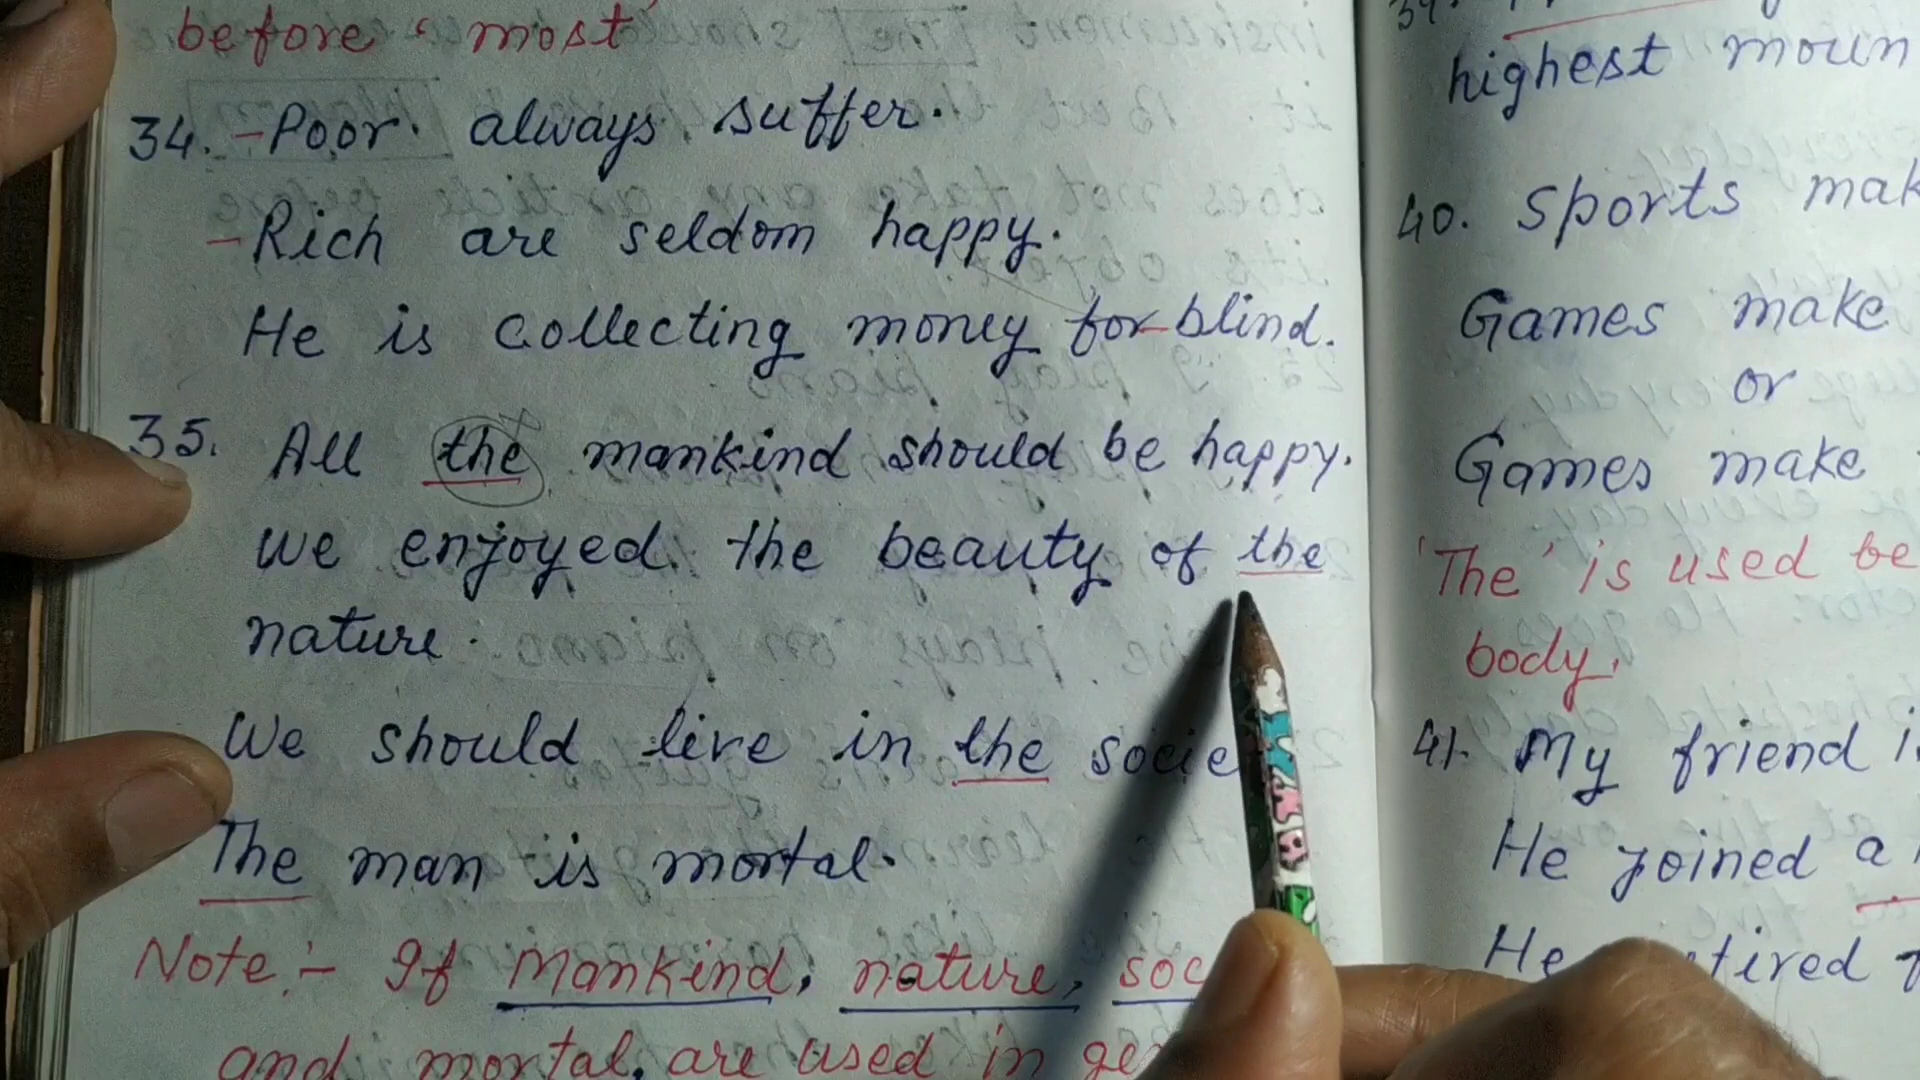 before 'most'
34. Poor always suffer.
Rich are seldom happy.
He is collecting money for blind.
35. All the mankind should be happy.
We enjoyed the beauty of the
nature.
We should live in the
The man is mortal.
Note:- If Mankind, nature,
and mortal, are used in
highest
40. Sports
Games make
or
Games make
'The' is used
body.
41. My friend
He joined a
He